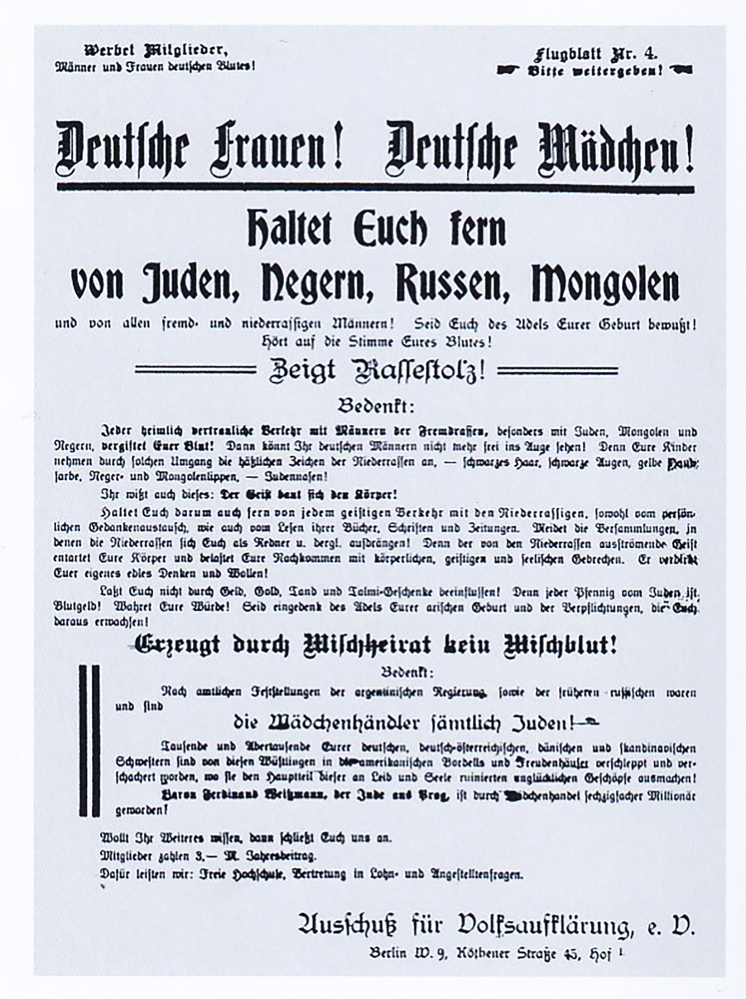 Werbet Mitglieder,
Männer und Frauen deutschen Blutes!
Flugblatt Nr. 4.
Bitte weitergeben!
Deutsche Frauen! Deutsche Mädchen!
Haltet Euch fern
von Juden, Negern, Russen, Mongolen
und von allen fremd- und niederrassigen Männern! Seid Euch des Adels Eurer Geburt bewußt!
Hört auf die Stimme Eures Blutes!
Zeigt Rassestolz!
Bedenkt:
Jeder heimlich vertrauliche Verkehr mit Männern der Fremdrassen, besonders mit Juden, Mongolen und
Negern, vergiftet Euer Blut! Dann könnt Ihr deutschen Männern nicht mehr frei ins Auge sehen! Denn Eure Kinder
nehmen durch solchen Umgang die häßlichen Zeichen der Niederrassen an, — schwarzes Haar, schwarze Augen, gelbe Haut-
farbe, Neger- und Mongolenlippen, — Judennasen!
Ihr wißt auch dieses: Der Geist baut sich den Körper!
Haltet Euch darum auch fern von jedem geistigen Verkehr mit den Niederrassigen, sowohl vom persön-
lichen Gedankenaustausch, wie auch vom Lesen ihrer Bücher, Schriften und Zeitungen. Meidet die Versammlungen, in
denen die Niederrassen sich Euch als Redner u. dergl. aufdrängen! Denn der von den Niederrassen ausströmende Geist
entartet Eure Körper und belastet Eure Nachkommen mit körperlichen, geistigen und seelischen Gebrechen. Er verdirbt
Euer eigenes edles Denken und Wollen!
Laßt Euch nicht durch Geld, Gold, Tand und Talmi-Geschenke beeinflussen! Denn jeder Pfennig vom Juden ist
Blutgeld! Wahret Eure Würde! Seid eingedenk des Adels Eurer arischen Geburt und der Verpflichtungen, die Euch
daraus erwachsen!
Erzeugt durch Mischheirat kein Mischblut!
Bedenkt:
Nach amtlichen Feststellungen der argentinischen Regierung, sowie der früheren russischen waren
und sind
die Mädchenhändler sämtlich Juden!
Tausende und Abertausende Eurer deutschen, deutsch-österreichischen, dänischen und skandinavischen
Schwestern sind von diesen Wüstlingen in die amerikanischen Bordells und Freudenhäuser verschleppt und ver-
schachert worden, wo sie den Hauptteil dieser an Leib und Seele ruinierten unglücklichen Geschöpfe ausmachen!
Baron Ferdinand Weißmann, der Jude aus Prag, ist durch Mädchenhandel sechzigfacher Millionär
geworden!
Wollt Ihr Weiteres wissen, dann schließt Euch uns an.
Mitglieder zahlen 3,— M. Jahresbeitrag.
Dafür leisten wir: Freie Hochschule, Vertretung in Lohn- und Angestelltenfragen.
Ausschuß für Volksaufklärung, e. V.
Berlin W. 9, Köthener Straße 45, Hof I